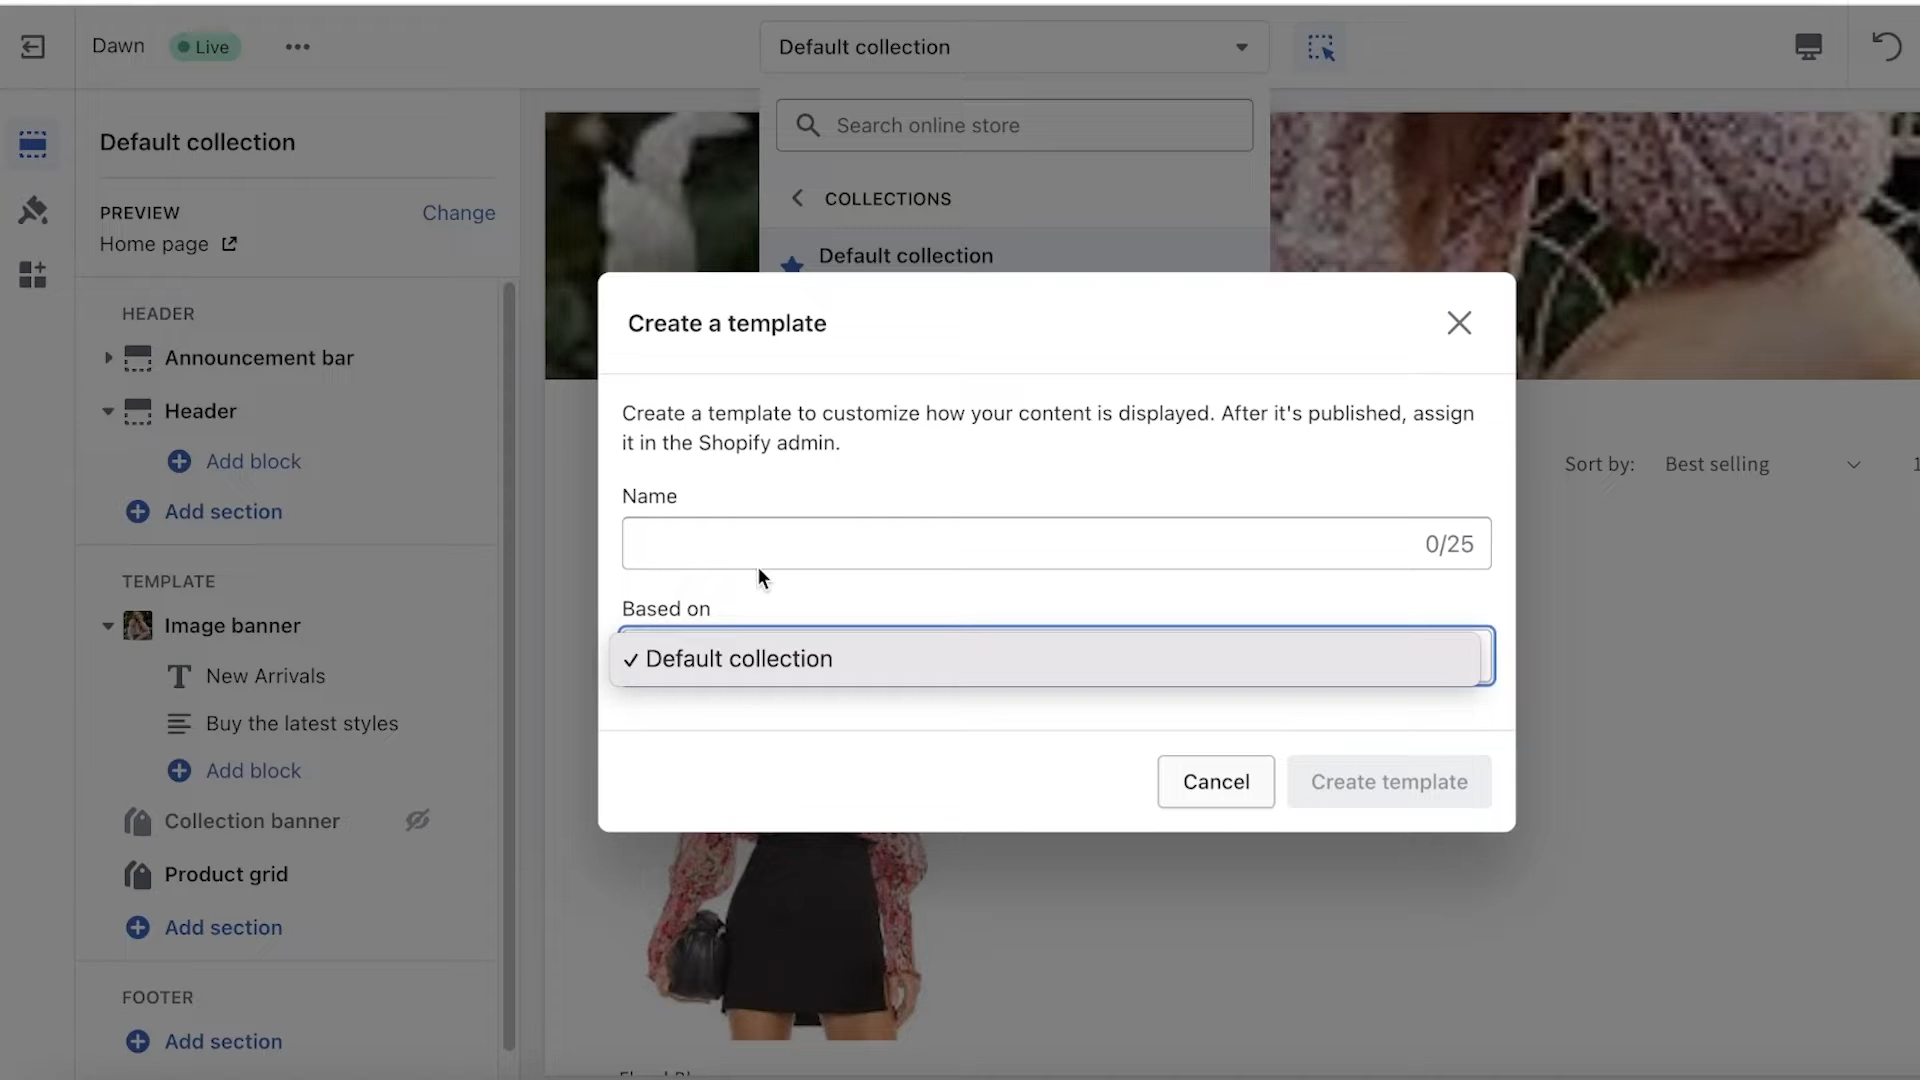 Dawn
Live
Default collection
Search online store
COLLECTIONS
Default collection
Default collection
PREVIEW
Change
Home page
HEADER
Announcement bar
Header
Add block
Add section
TEMPLATE
Image banner
New Arrivals
Buy the latest styles
Add block
Collection banner
Product grid
Add section
FOOTER
Add section
Create a template
Create a template to customize how your content is displayed. After it's published, assign
it in the Shopify admin.
Name
0/25
Based on
✓ Default collection
Cancel
Create template
Sort by: Best selling